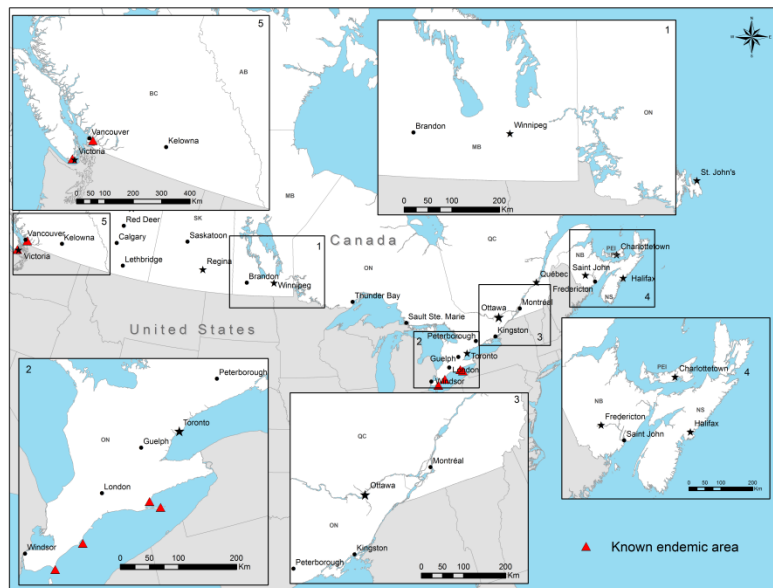 5
AB
BC
Vancouver
Kelowna
Victoria
0 50 100 200 300 400
Km
1
ON
Brandon
Winnipeg
MB
0 50 100 200
Km
N
St. John's
MB
SK
5
Vancouver
Kelowna
Victoria
Red Deer
Calgary
Saskatoon
Lethbridge
Regina
1
Brandon
Winnipeg
Canada
ON
QC
Thunder Bay
Sault Ste. Marie
United States
Québec
Ottawa
Montréal
Kingston
3
Peterborough
2
Guelph
Toronto
London
Windsor
NB
PEI
Charlottetown
Saint John
Halifax
Fredericton
NS
4
2
Peterborough
ON
Toronto
Guelph
London
Windsor
0 50 100 200
Km
3
QC
Montréal
Ottawa
ON
Kingston
Peterborough
0 50 100 200
Km
4
PEI
Charlottetown
NB
NS
Fredericton
Halifax
Saint John
0 25 50 100 150 200
Km
Known endemic area